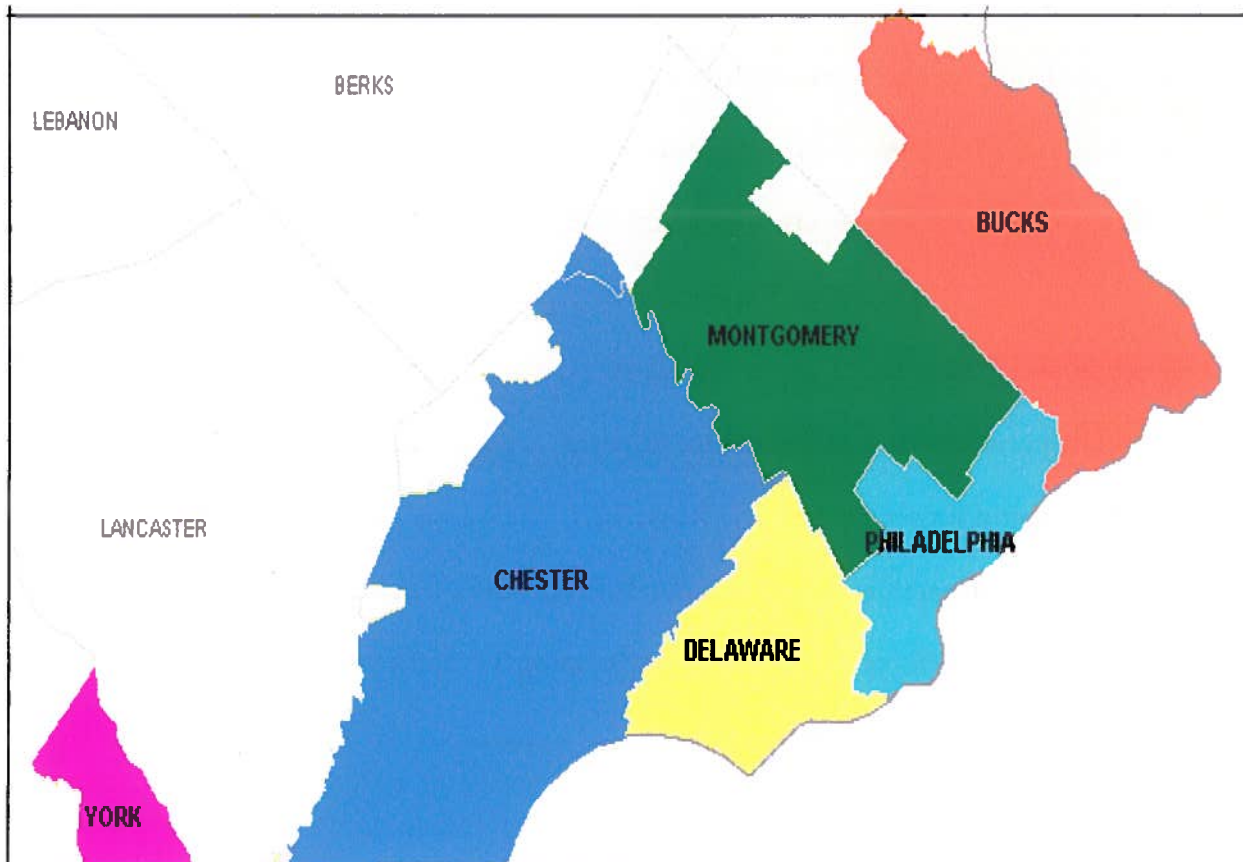 BERKS
LEBANON
BUCKS
MONTGOMERY
LANCASTER
PHILADELPHIA
CHESTER
DELAWARE
YORK